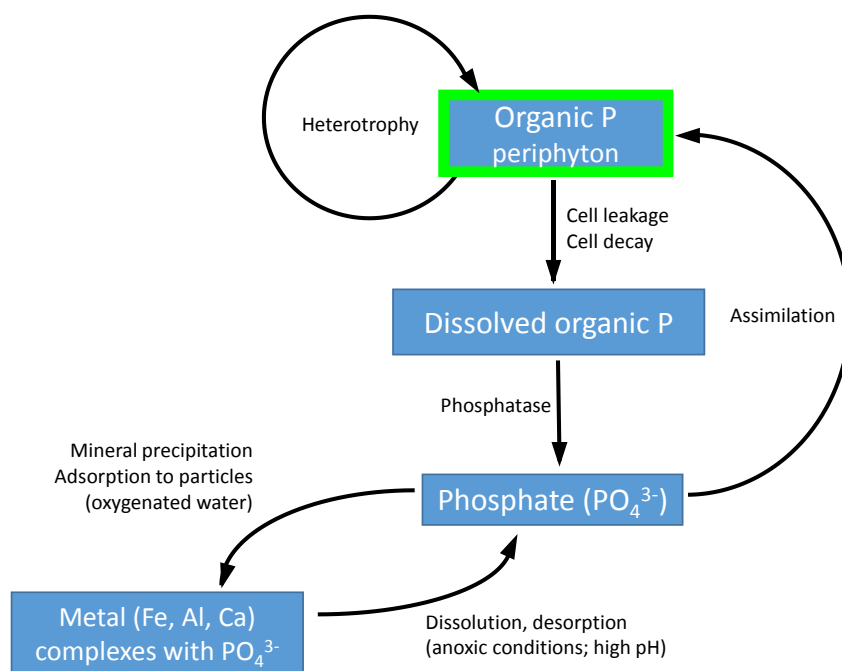 Heterotrophy
Organic P
periphyton
Cell leakage
Cell decay
Dissolved organic P
Assimilation
Phosphatase
Mineral precipitation
Adsorption to particles
(oxygenated water)
Phosphate (PO₄³⁻)
Metal (Fe, Al, Ca)
complexes with PO₄³⁻
Dissolution, desorption
(anoxic conditions; high pH)